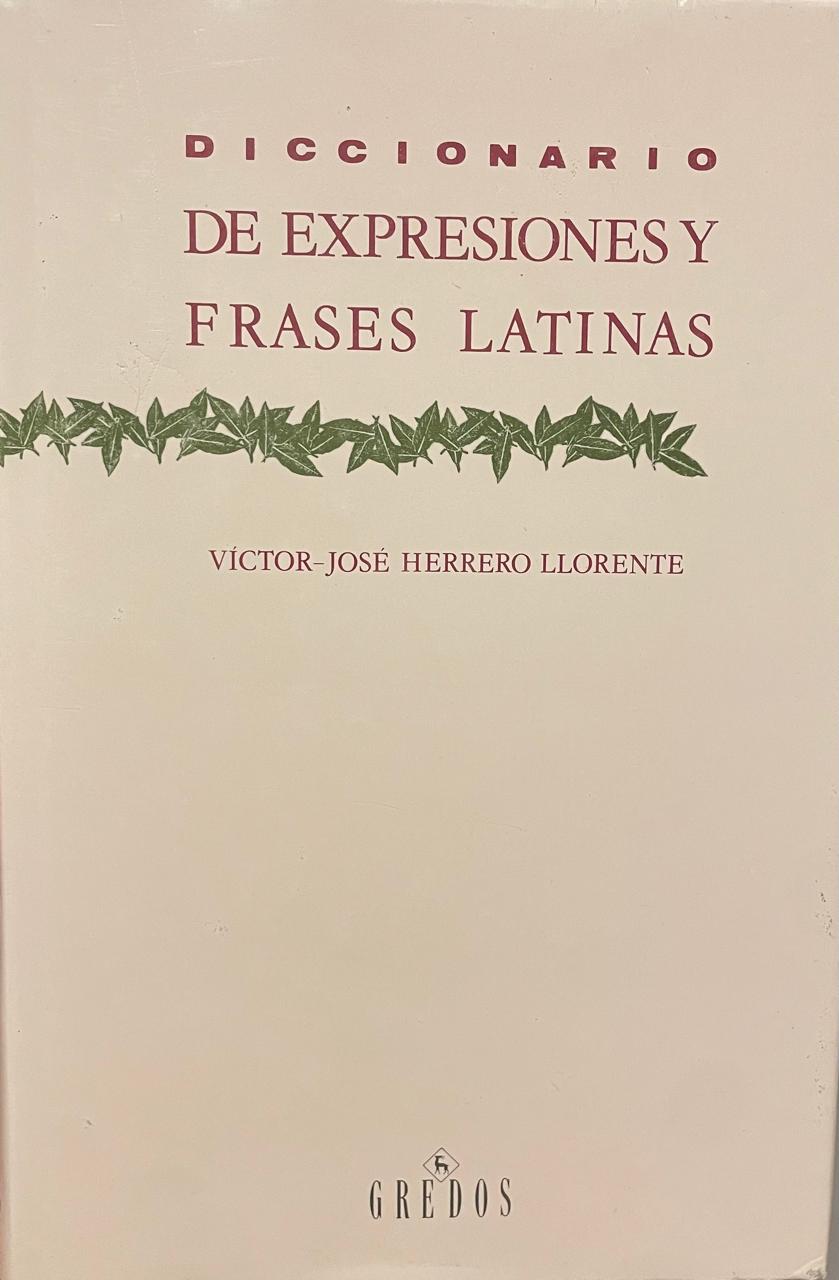 DICCIONARIO
DE EXPRESIONES Y
FRASES LATINAS
VÍCTOR-JOSÉ HERRERO LLORENTE
GREDOS